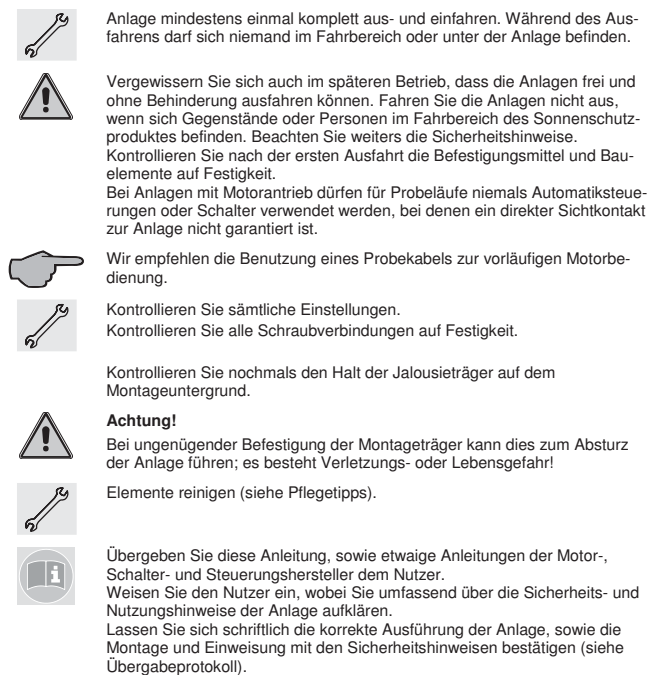 Anlage mindestens einmal komplett aus- und einfahren. Während des Aus-
fahrens darf sich niemand im Fahrbereich oder unter der Anlage befinden.
Vergewissern Sie sich auch im späteren Betrieb, dass die Anlagen frei und
ohne Behinderung ausfahren können. Fahren Sie die Anlagen nicht aus,
wenn sich Gegenstände oder Personen im Fahrbereich des Sonnenschutz-
produktes befinden. Beachten Sie weiters die Sicherheitshinweise.
Kontrollieren Sie nach der ersten Ausfahrt die Befestigungsmittel und Bau-
elemente auf Festigkeit.
Bei Anlagen mit Motorantrieb dürfen für Probeläufe niemals Automatiksteue-
rungen oder Schalter verwendet werden, bei denen ein direkter Sichtkontakt
zur Anlage nicht garantiert ist.
Wir empfehlen die Benutzung eines Probekabels zur vorläufigen Motorbe-
dienung.
Kontrollieren Sie sämtliche Einstellungen.
Kontrollieren Sie alle Schraubverbindungen auf Festigkeit.
Kontrollieren Sie nochmals den Halt der Jalousieträger auf dem
Montageuntergrund.
Achtung!
Bei ungenügender Befestigung der Montageträger kann dies zum Absturz
der Anlage führen; es besteht Verletzungs- oder Lebensgefahr!
Elemente reinigen (siehe Pflegetipps).
Übergeben Sie diese Anleitung, sowie etwaige Anleitungen der Motor-,
Schalter- und Steuerungshersteller dem Nutzer.
Weisen Sie den Nutzer ein, wobei Sie umfassend über die Sicherheits- und
Nutzungshinweise der Anlage aufklären.
Lassen Sie sich schriftlich die korrekte Ausführung der Anlage, sowie die
Montage und Einweisung mit den Sicherheitshinweisen bestätigen (siehe
Übergabeprotokoll).